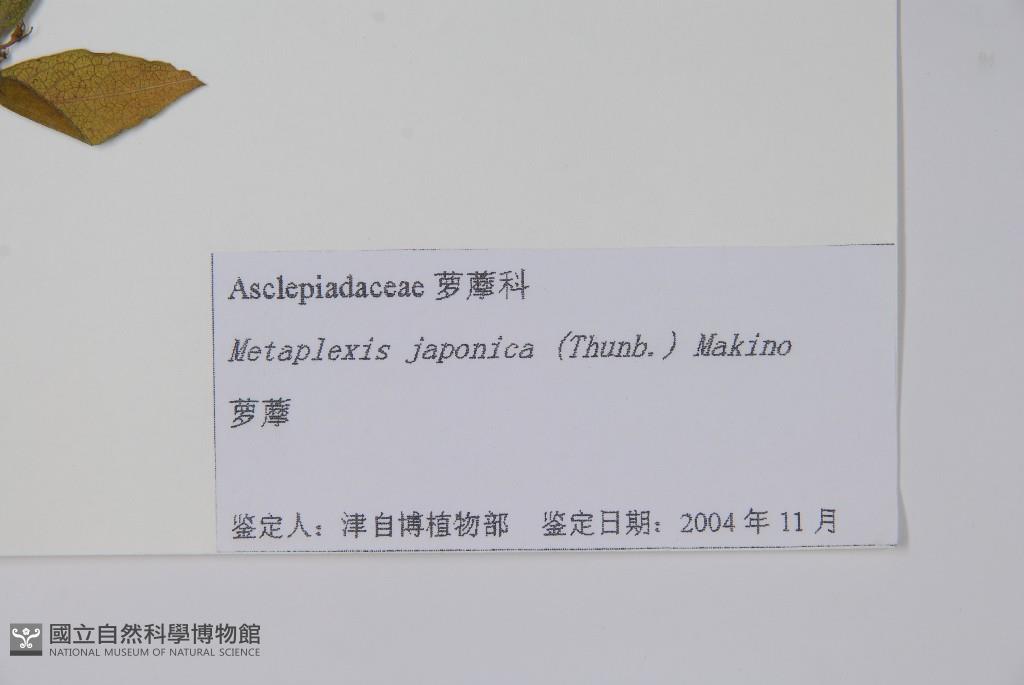 Asclepiadaceae 萝藦科
Metaplexis japonica (Thunb.) Makino
萝藦
鉴定人：津自博植物部 鉴定日期：2004 年 11 月
國立自然科學博物館
NATIONAL MUSEUM OF NATURAL SCIENCE